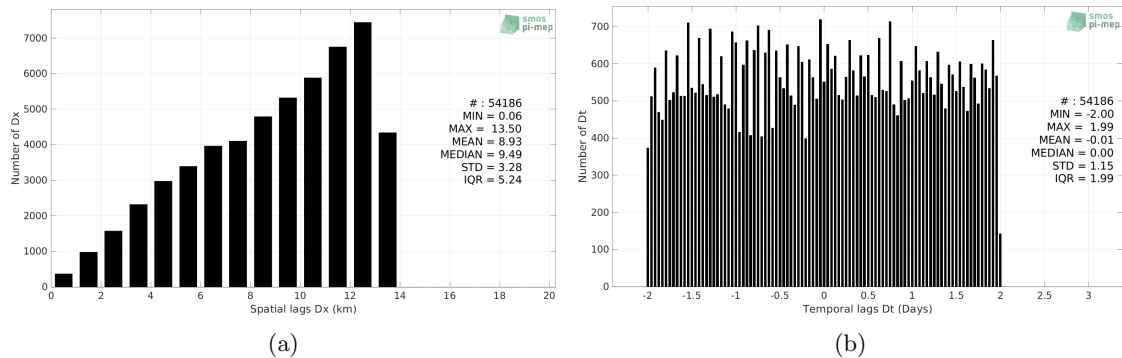 smos
pi-mep
7000
6000
5000
4000
3000
2000
1000
0
Number of Dx
# : 54186
MIN = 0.06
MAX = 13.50
MEAN = 8.93
MEDIAN = 9.49
STD = 3.28
IQR = 5.24
0 2 4 6 8 10 12 14 16 18 20
Spatial lags Dx (km)
(a)
smos
pi-mep
700
600
500
400
300
200
100
0
Number of Dt
# : 54186
MIN = -2.00
MAX = 1.99
MEAN = -0.01
MEDIAN = 0.00
STD = 1.15
IQR = 1.99
-2 -1.5 -1 -0.5 0 0.5 1 1.5 2 2.5 3
Temporal lags Dt (Days)
(b)